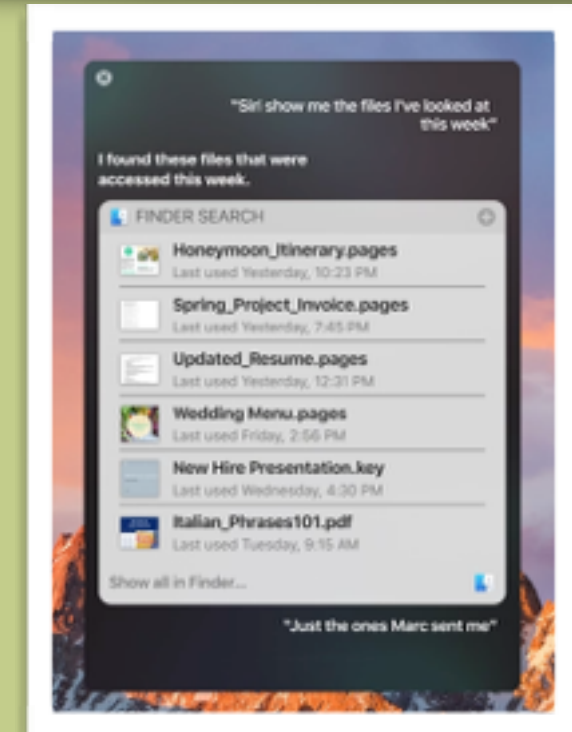 "Siri show me the files I've looked at
this week"
I found these files that were
accessed this week.
FINDER SEARCH
Honeymoon_Itinerary.pages
Last used Yesterday, 10:23 PM
Spring_Project_Invoice.pages
Last used Yesterday, 7:45 PM
Updated_Resume.pages
Last used Yesterday, 12:31 PM
Wedding Menu.pages
Last used Friday, 2:56 PM
New Hire Presentation.key
Last used Wednesday, 4:30 PM
Italian_Phrases101.pdf
Last used Tuesday, 9:15 AM
Show all in Finder...
"Just the ones Marc sent me"